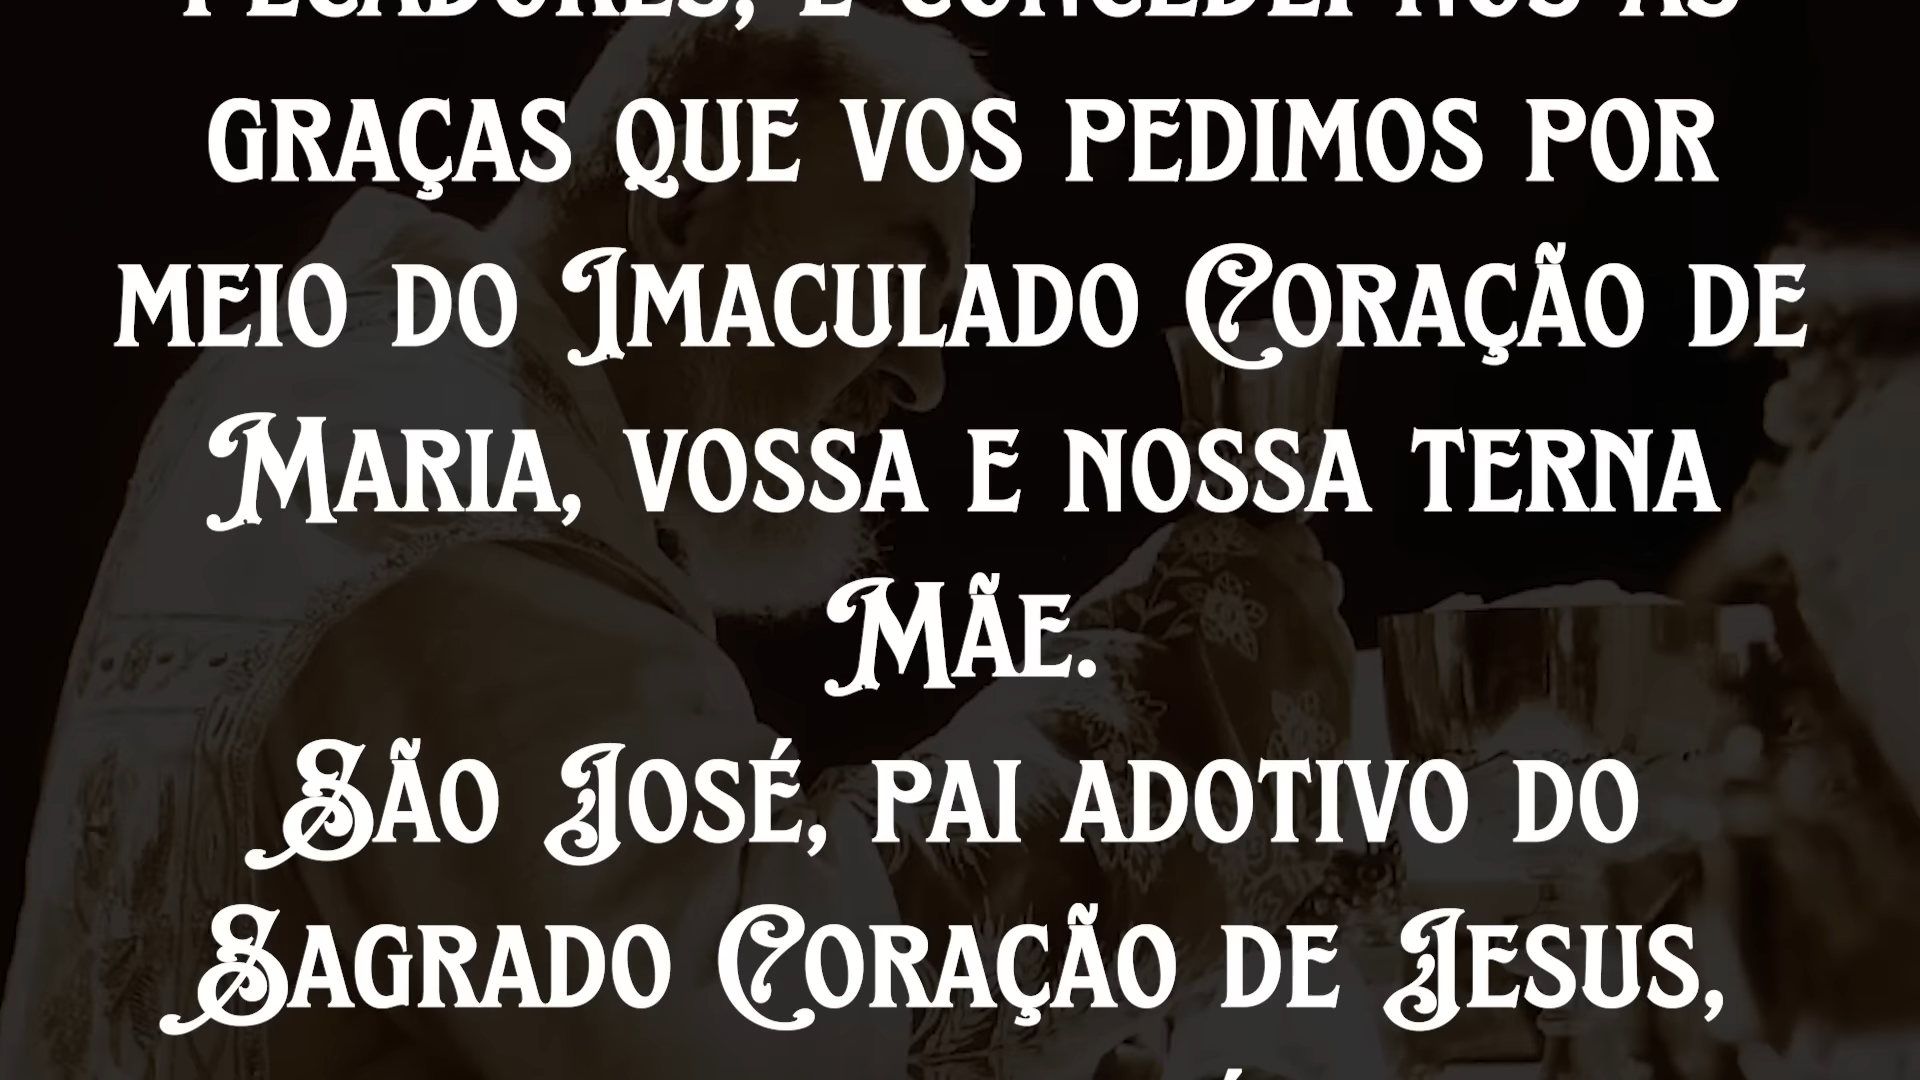 pecadores, e concedei-nos as
graças que vos pedimos por
meio do Imaculado Coração de
Maria, vossa e nossa terna
Mãe.
São José, pai adotivo do
Sagrado Coração de Jesus,